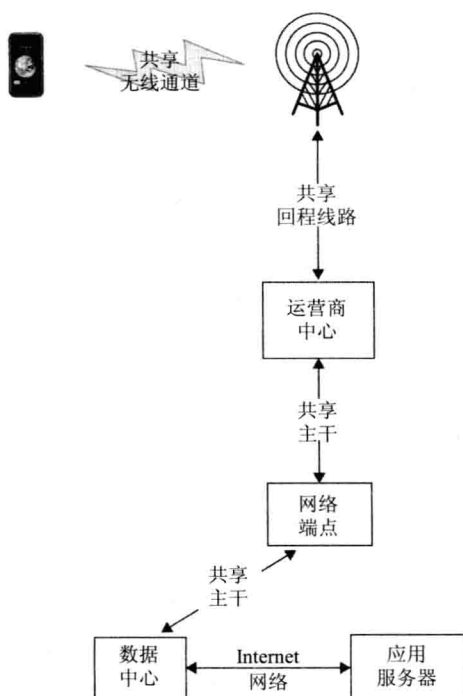 共享
无线通道
共享
回程线路
运营商
中心
共享
主干
网络
端点
共享
主干
数据
中心
Internet
网络
应用
服务器